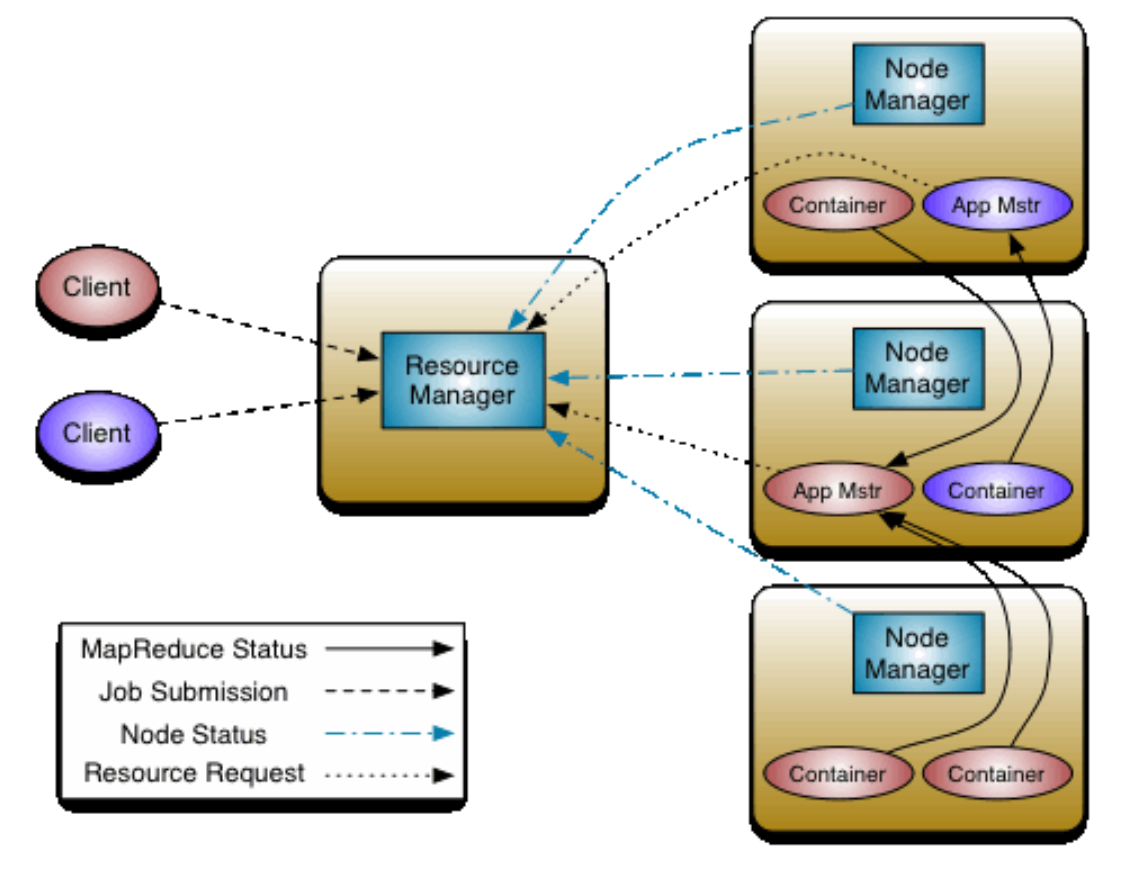 Node
Manager
Container
App Mstr
Client
Client
Resource
Manager
Node
Manager
App Mstr
Container
Node
Manager
Container
Container
MapReduce Status
Job Submission
Node Status
Resource Request